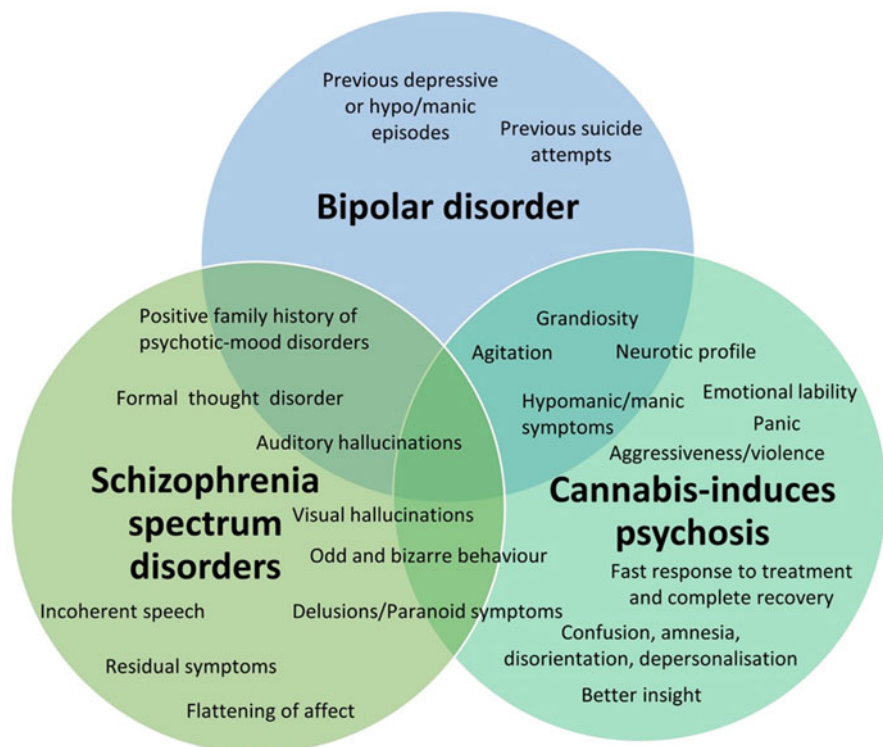 Previous depressive
or hypo/manic
episodes
Previous suicide
attempts
Bipolar disorder
Positive family history of
psychotic-mood disorders
Grandiosity
Agitation
Neurotic profile
Formal thought disorder
Hypomanic/manic
symptoms
Emotional lability
Panic
Auditory hallucinations
Aggressiveness/violence
Schizophrenia
spectrum
disorders
Cannabis-induces
psychosis
Visual hallucinations
Odd and bizarre behaviour
Fast response to treatment
and complete recovery
Incoherent speech
Delusions/Paranoid symptoms
Confusion, amnesia,
disorientation, depersonalisation
Residual symptoms
Better insight
Flattening of affect